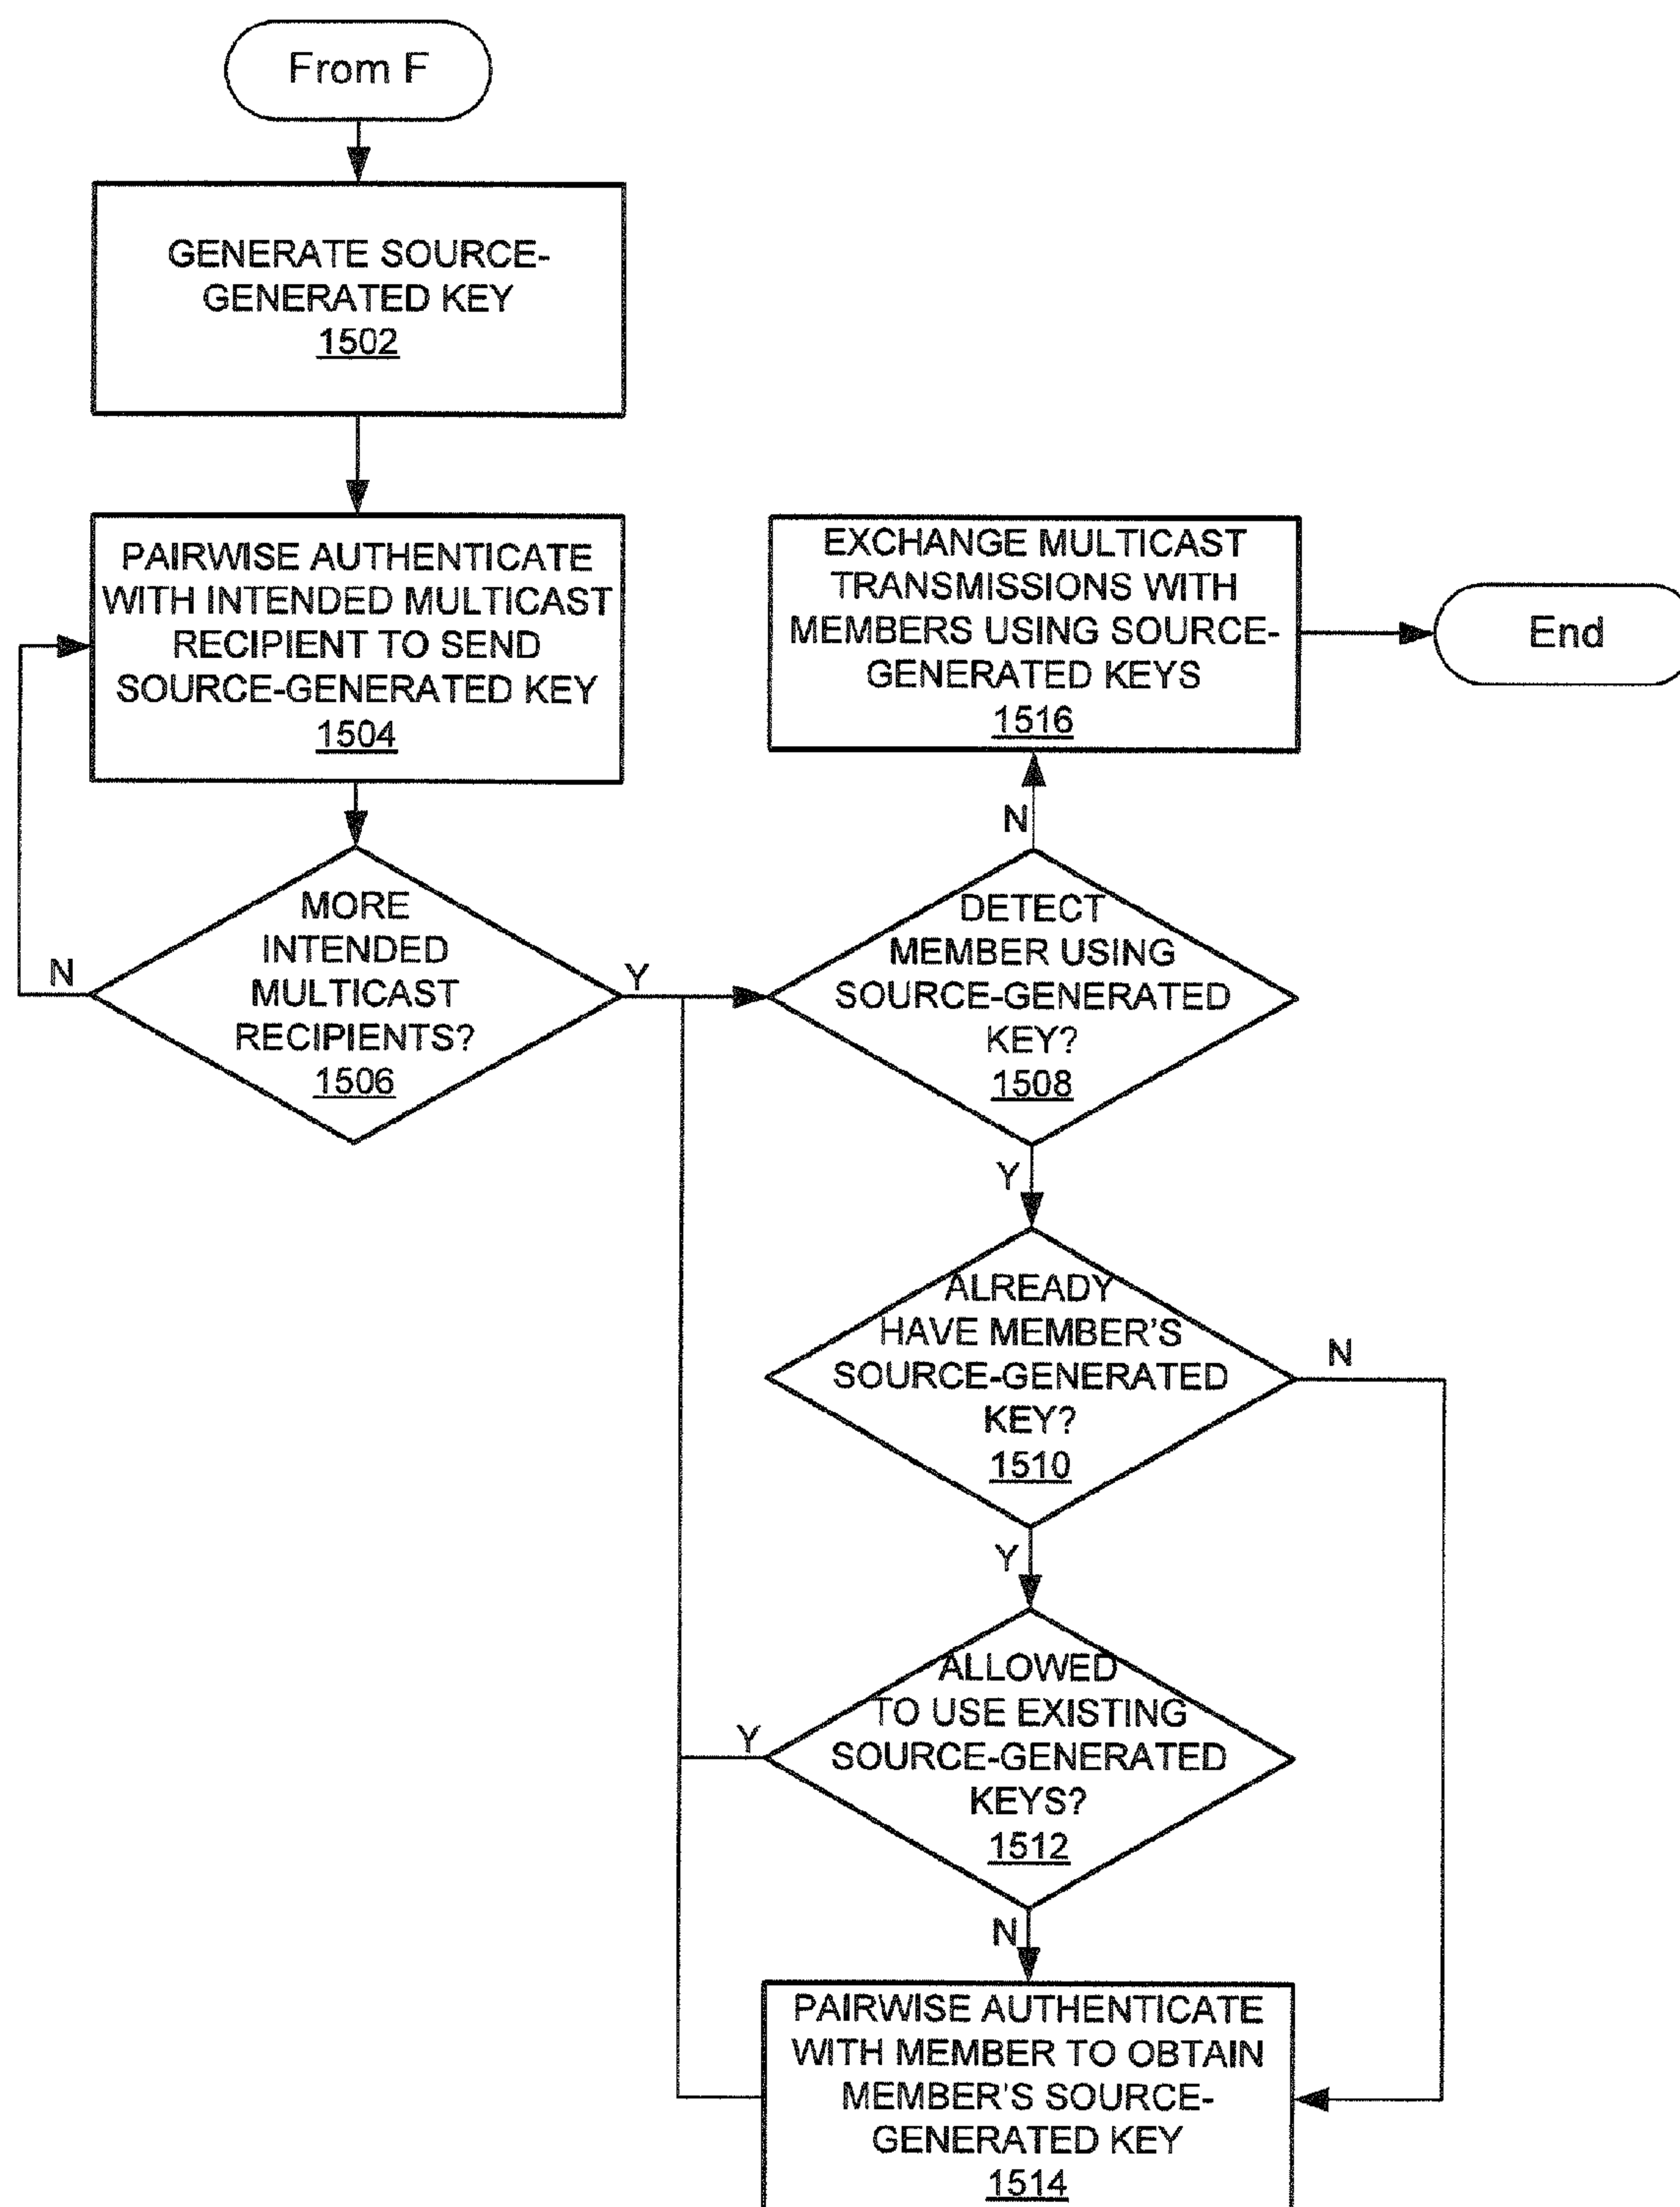 From F
GENERATE SOURCE-
GENERATED KEY
1502
PAIRWISE AUTHENTICATE
WITH INTENDED MULTICAST
RECIPIENT TO SEND
SOURCE-GENERATED KEY
1504
MORE
INTENDED
MULTICAST
RECIPIENTS?
1506
N
Y
EXCHANGE MULTICAST
TRANSMISSIONS WITH
MEMBERS USING SOURCE-
GENERATED KEYS
1516
End
N
DETECT
MEMBER USING
SOURCE-GENERATED
KEY?
1508
Y
ALREADY
HAVE MEMBER'S
SOURCE-GENERATED
KEY?
1510
N
Y
ALLOWED
TO USE EXISTING
SOURCE-GENERATED
KEYS?
1512
Y
N
PAIRWISE AUTHENTICATE
WITH MEMBER TO OBTAIN
MEMBER'S SOURCE-
GENERATED KEY
1514